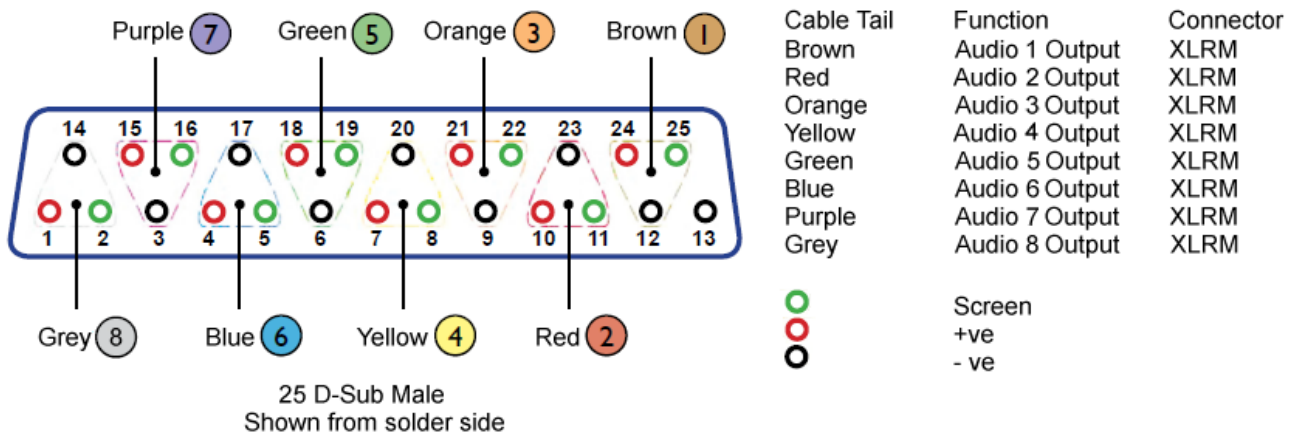 Purple 7 Green 5 Orange 3 Brown 1
14 15 16 17 18 19 20 21 22 23 24 25
1 2 3 4 5 6 7 8 9 10 11 12 13
Grey 8 Blue 6 Yellow 4 Red 2
25 D-Sub Male
Shown from solder side
Cable Tail Function Connector
Brown Audio 1 Output XLRM
Red Audio 2 Output XLRM
Orange Audio 3 Output XLRM
Yellow Audio 4 Output XLRM
Green Audio 5 Output XLRM
Blue Audio 6 Output XLRM
Purple Audio 7 Output XLRM
Grey Audio 8 Output XLRM
Screen
+ve
- ve